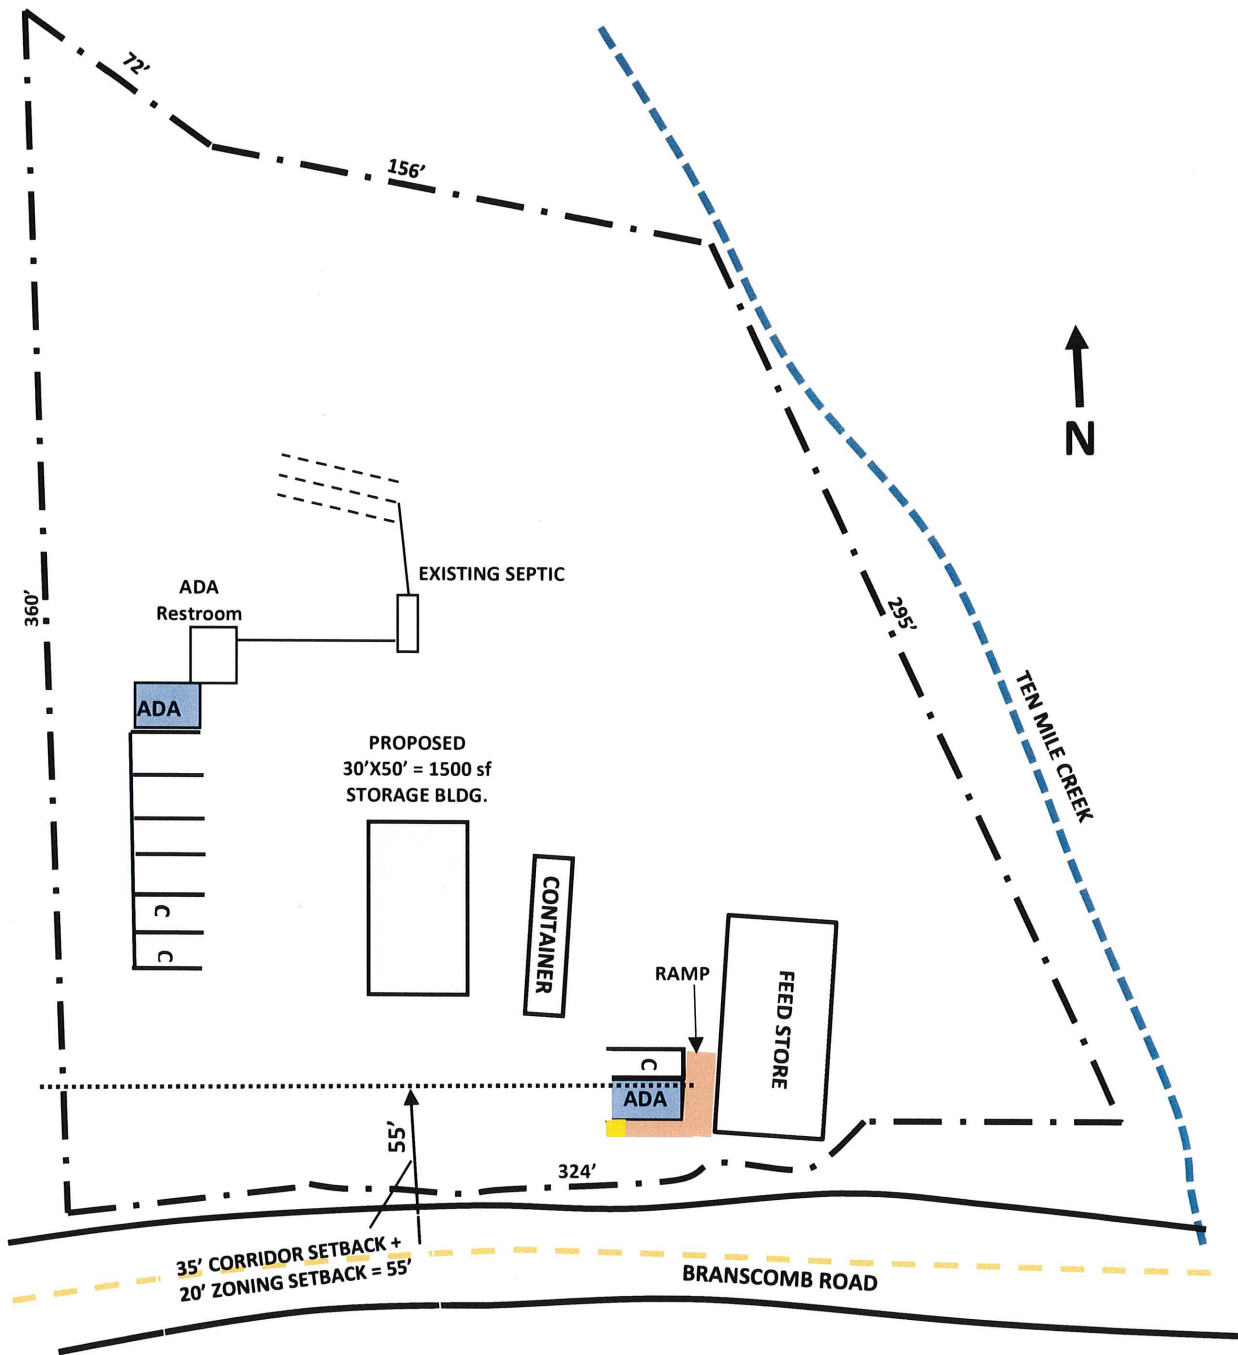 72’
156’
N
EXISTING SEPTIC
ADA
Restroom
360’
295’
ADA
TEN MILE CREEK
PROPOSED
30’X50’ = 1500 sf
STORAGE BLDG.
CONTAINER
C
C
RAMP
FEED STORE
C
ADA
55’
324’
35’ CORRIDOR SETBACK +
20’ ZONING SETBACK = 55’
BRANSCOMB ROAD